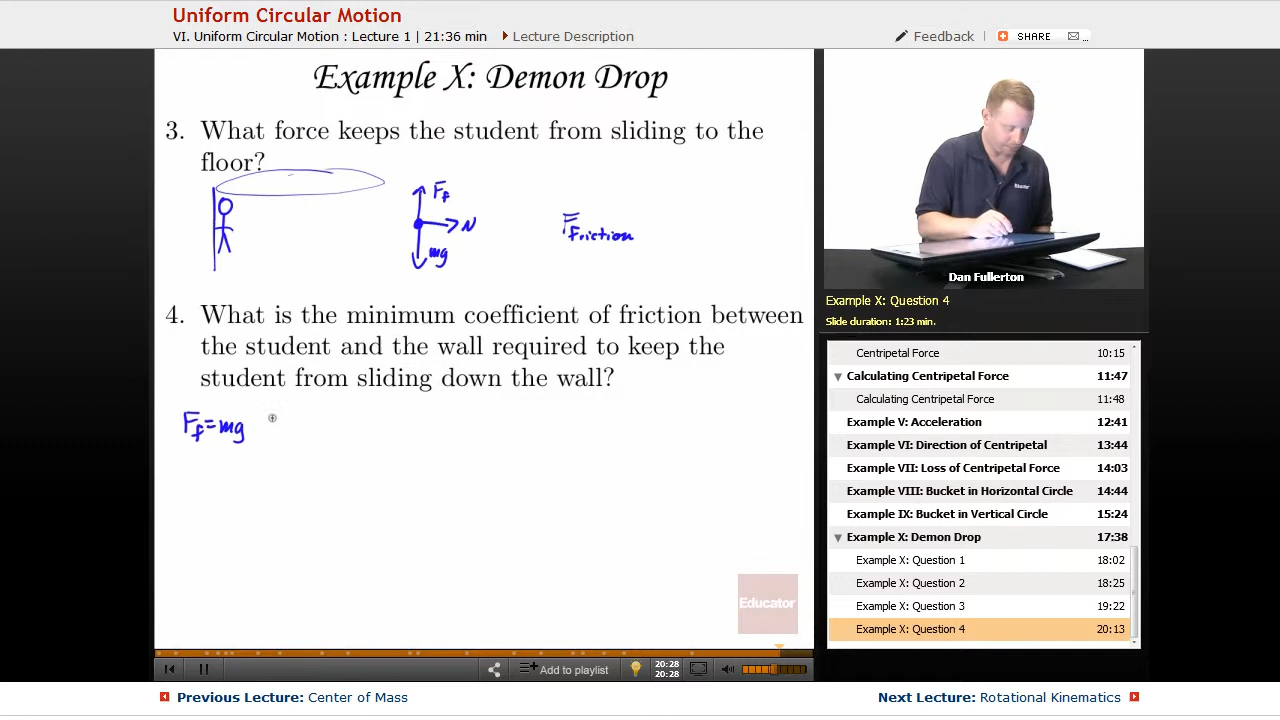 Uniform Circular Motion
VI. Uniform Circular Motion : Lecture 1 | 21:36 min
Lecture Description
Feedback
SHARE
Example X: Demon Drop
3. What force keeps the student from sliding to the
floor?
Ff
N
mg
Ffriction
4. What is the minimum coefficient of friction between
the student and the wall required to keep the
student from sliding down the wall?
Ff=mg
Educator
Dan Fullerton
Example X: Question 4
Slide duration: 1:23 min.
Centripetal Force 10:15
Calculating Centripetal Force 11:47
Calculating Centripetal Force 11:48
Example V: Acceleration 12:41
Example VI: Direction of Centripetal 13:44
Example VII: Loss of Centripetal Force 14:03
Example VIII: Bucket in Horizontal Circle 14:44
Example IX: Bucket in Vertical Circle 15:24
Example X: Demon Drop 17:38
Example X: Question 1 18:02
Example X: Question 2 18:25
Example X: Question 3 19:22
Example X: Question 4 20:13
Add to playlist
20:28
20:28
Previous Lecture: Center of Mass
Next Lecture: Rotational Kinematics